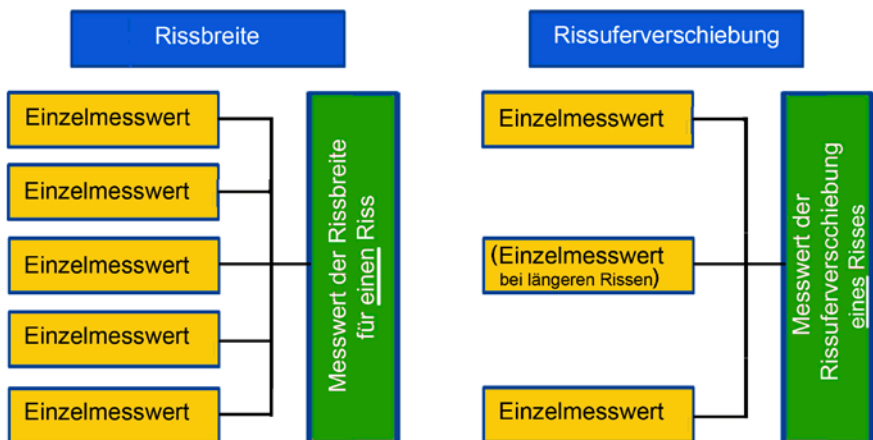 Rissbreite
Einzelmesswert
Einzelmesswert
Einzelmesswert
Einzelmesswert
Einzelmesswert
Messwert der Rissbreite
für einen Riss
Rissuferverschiebung
Einzelmesswert
(Einzelmesswert
bei längeren Rissen)
Einzelmesswert
Messwert der
Rissuferverscchiebung
eines Risses